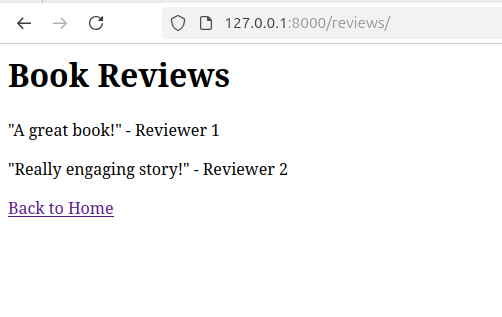 127.0.0.1:8000/reviews/
Book Reviews
"A great book!" - Reviewer 1
"Really engaging story!" - Reviewer 2
Back to Home